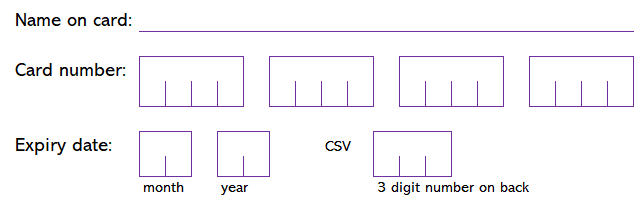 Name on card:
Card number:
Expiry date:
CSV
month
year
3 digit number on back